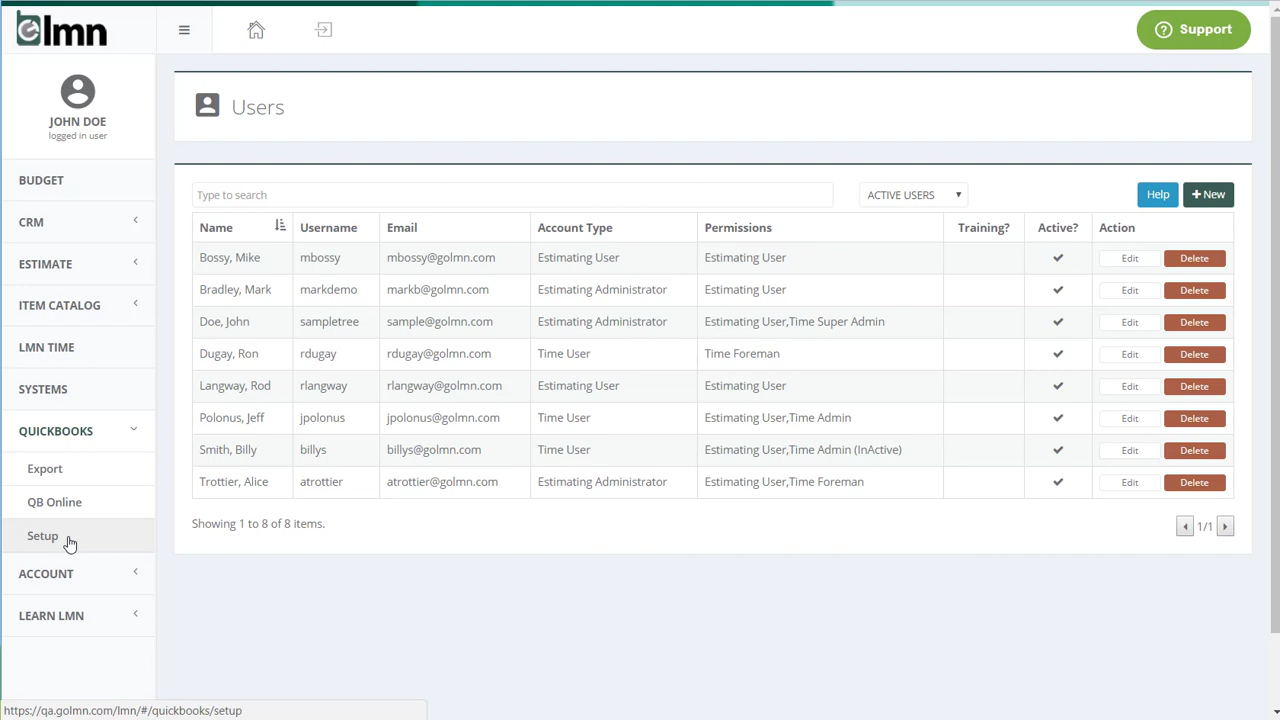 lmn
Support
JOHN DOE
logged in user
BUDGET
CRM
ESTIMATE
ITEM CATALOG
LMN TIME
SYSTEMS
QUICKBOOKS
Export
QB Online
Setup
ACCOUNT
LEARN LMN
Users
Type to search ACTIVE USERS Help +New
Name Username Email Account Type Permissions Training? Active? Action
Bossy, Mike mbossy mbossy@golmn.com Estimating User Estimating User Edit Delete
Bradley, Mark markdemo markb@golmn.com Estimating Administrator Estimating User Edit Delete
Doe, John sampletree sample@golmn.com Estimating Administrator Estimating User,Time Super Admin Edit Delete
Dugay, Ron rdugay rdugay@golmn.com Time User Time Foreman Edit Delete
Langway, Rod rlangway rlangway@golmn.com Estimating User Estimating User Edit Delete
Polonus, Jeff jpolonus jpolonus@golmn.com Time User Estimating User,Time Admin Edit Delete
Smith, Billy billys billys@golmn.com Time User Estimating User,Time Admin (InActive) Edit Delete
Trottier, Alice atrottier atrottier@golmn.com Estimating Administrator Estimating User,Time Foreman Edit Delete
Showing 1 to 8 of 8 items. 1/1
https://qa.golmn.com/lmn/#/quickbooks/setup